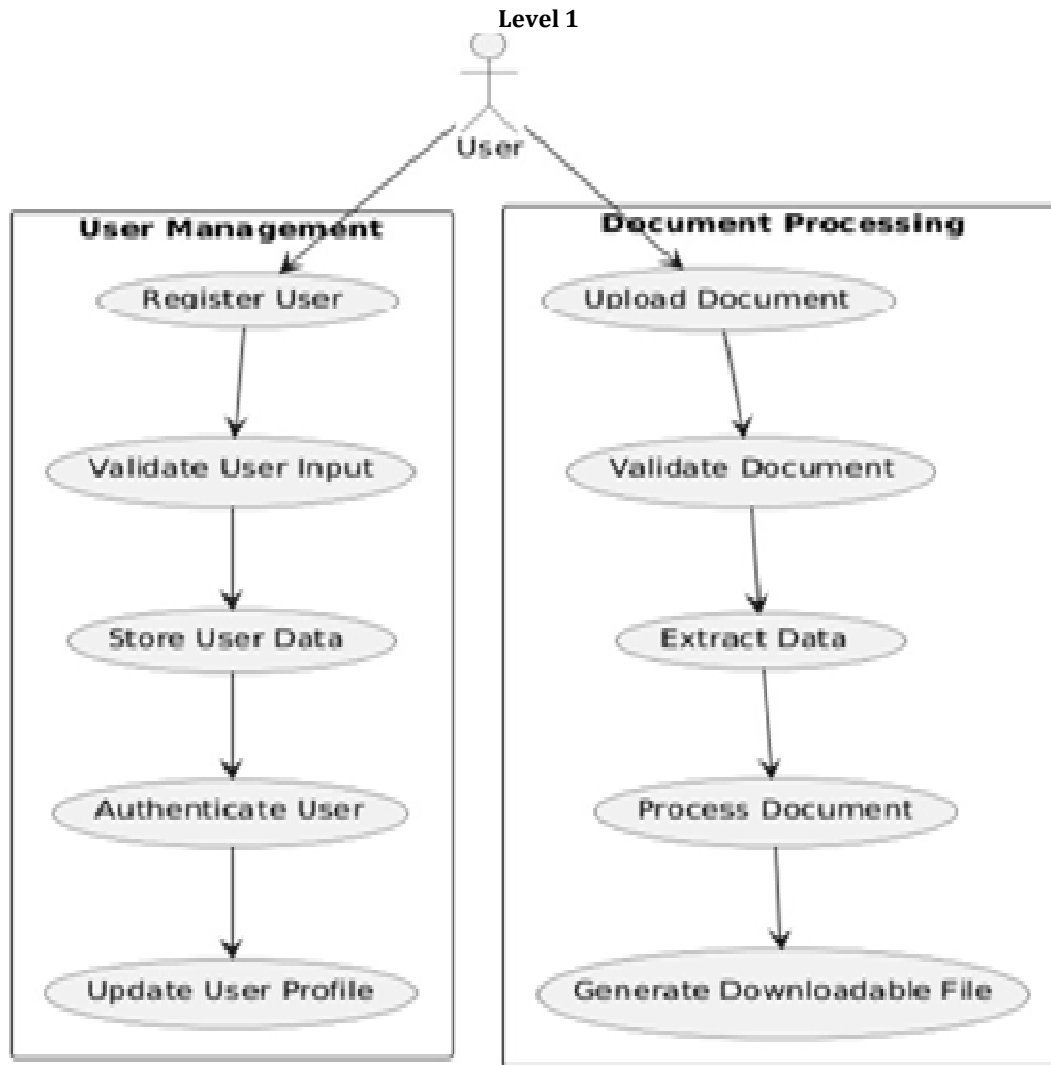 Level 1
User
User Management
Register User
Validate User Input
Store User Data
Authenticate User
Update User Profile
Document Processing
Upload Document
Validate Document
Extract Data
Process Document
Generate Downloadable File